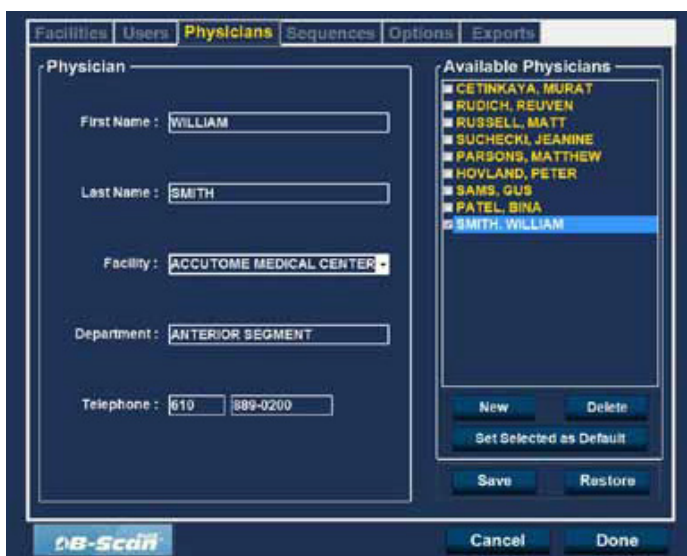 Facilities Users Physicians Sequences Options Exports
Physician
First Name : WILLIAM
Last Name : SMITH
Facility : ACCUTOME MEDICAL CENTER
Department : ANTERIOR SEGMENT
Telephone : 610 889-0200
Available Physicians
CETINKAYA, MURAT
RUDICH, REUVEN
RUSSELL, MATT
SUCHECKI, JEANINE
PARSONS, MATTHEW
HOVLAND, PETER
SAMS, GUS
PATEL, BINA
SMITH, WILLIAM
New Delete
Set Selected as Default
Save Restore
B-Scan Cancel Done